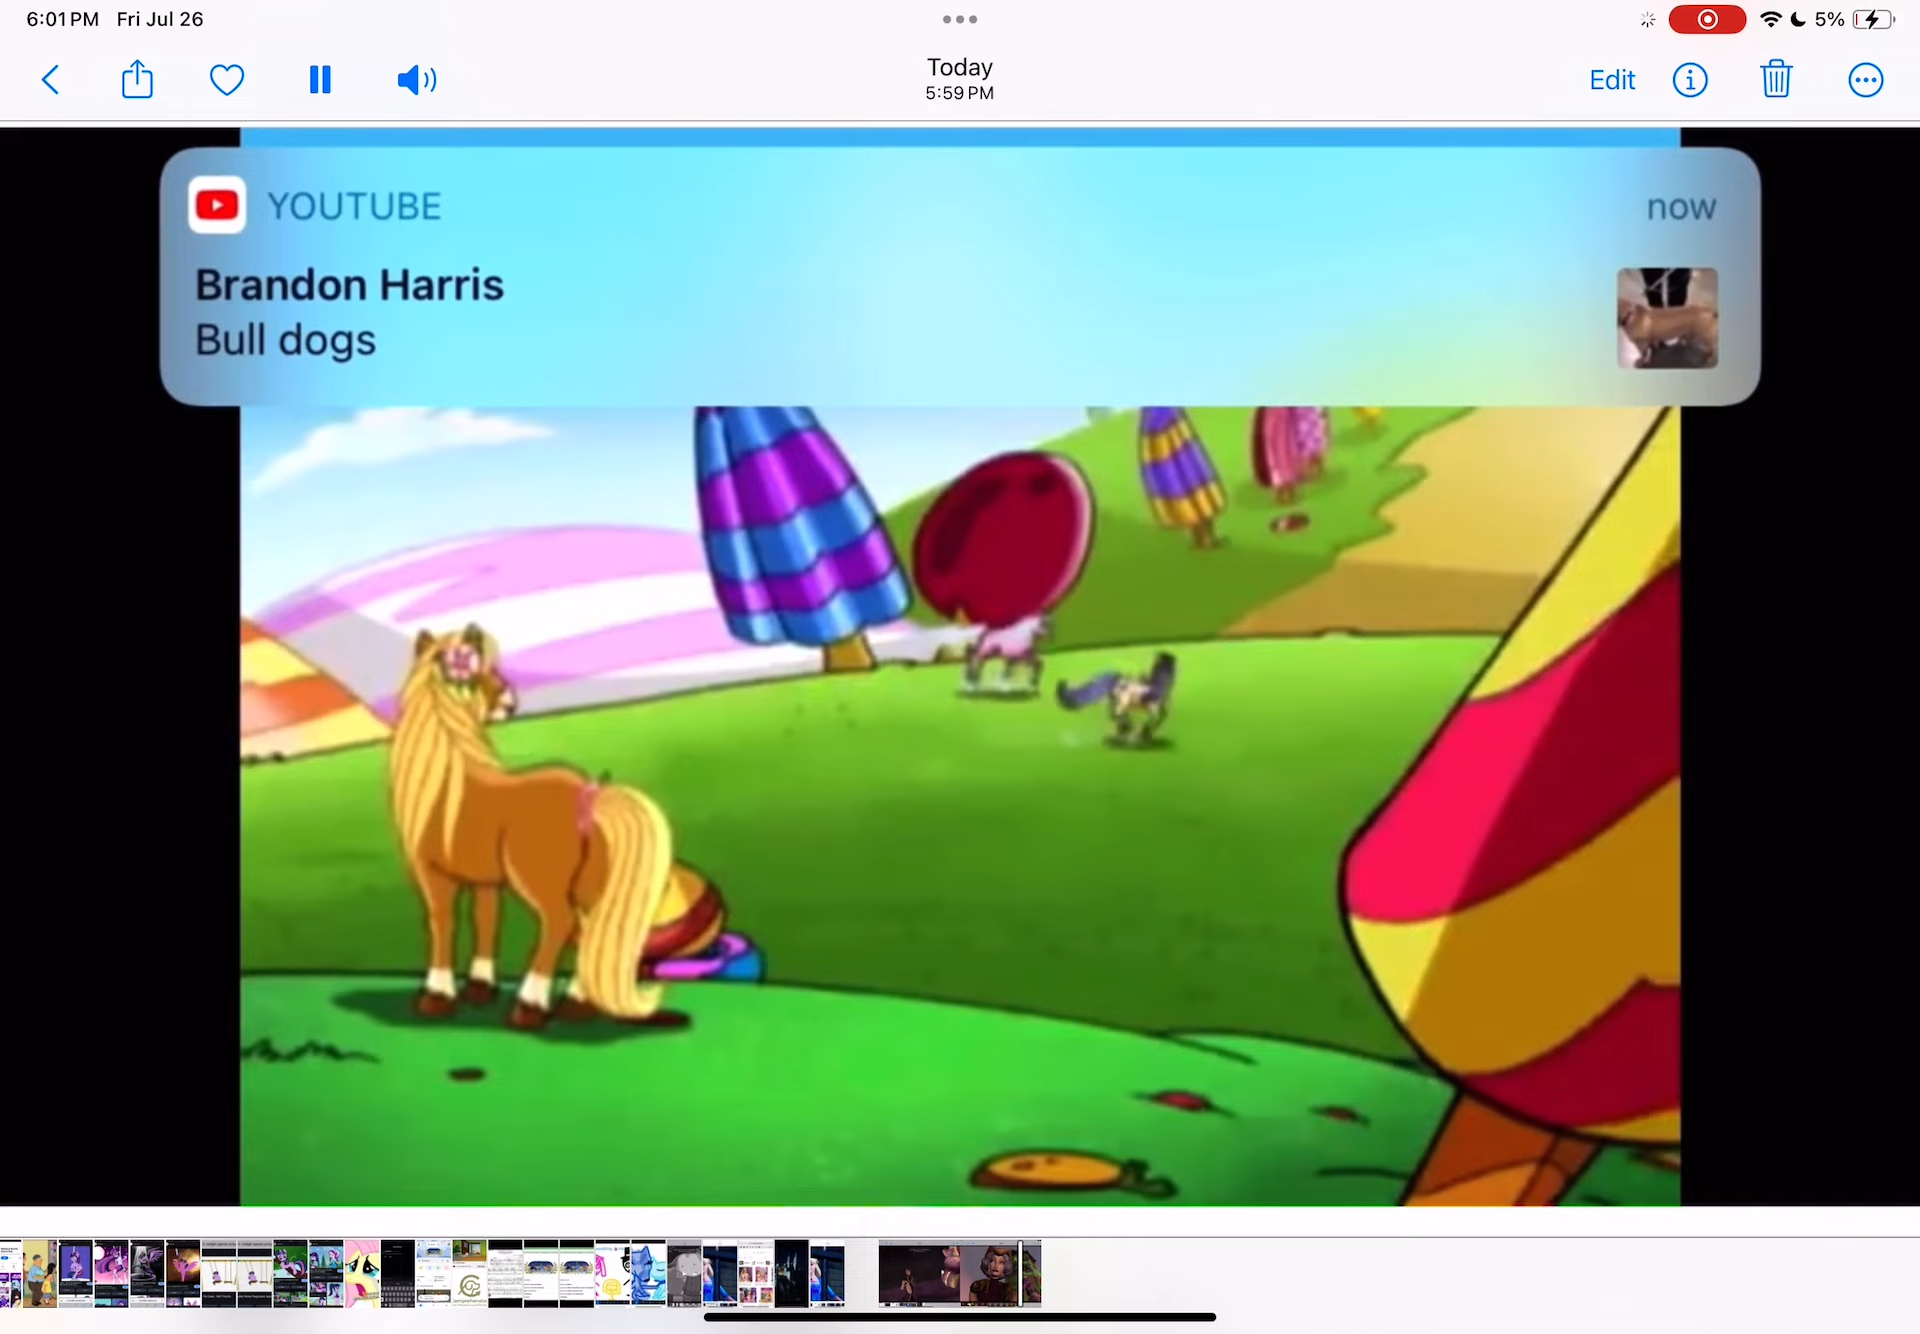 6:01 PM Fri Jul 26
5%
Today
5:59 PM
Edit
YOUTUBE
now
Brandon Harris
Bull dogs